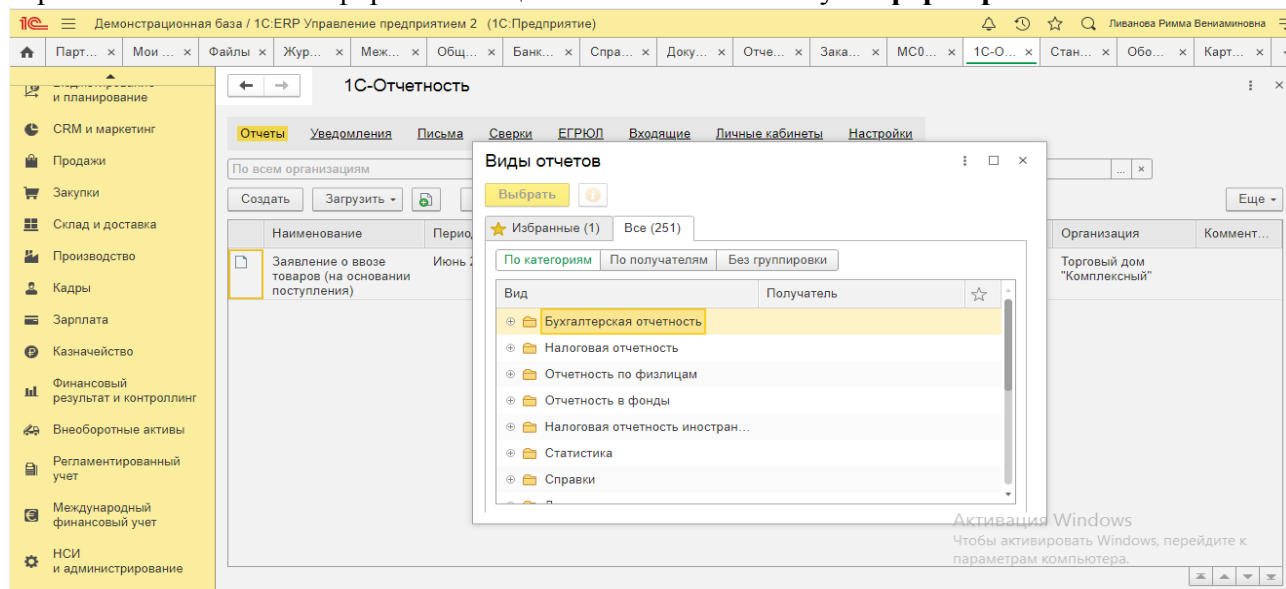 1С Демонстрационная база / 1С:ERP Управление предприятием 2 (1С:Предприятие) Ливанова Римма Вениаминовна
Парт... × Мои ... × Файлы × Жур... × Меж... × Общ... × Банк... × Спра... × Доку... × Отче... × Зака... × МС0... × 1С-О... × Стан... × Обо... × Карт... ×
и планирование
CRM и маркетинг
Продажи
Закупки
Склад и доставка
Производство
Кадры
Зарплата
Казначейство
Финансовый
результат и контроллинг
Внеоборотные активы
Регламентированный
учет
Международный
финансовый учет
НСИ
и администрирование
1С-Отчетность
Отчеты Уведомления Письма Сверки ЕГРЮЛ Входящие Личные кабинеты Настройки
По всем организациям
Создать Загрузить Еще
Наименование Перио Организация Коммент...
Заявление о ввозе
товаров (на основании
поступления)
Июнь
Торговый дом
"Комплексный"
Виды отчетов
Выбрать
Избранные (1) Все (251)
По категориям По получателям Без группировки
Вид Получатель
Бухгалтерская отчетность
Налоговая отчетность
Отчетность по физлицам
Отчетность в фонды
Налоговая отчетность иностран...
Статистика
Справки
Активация Windows
Чтобы активировать Windows, перейдите к
параметрам компьютера.